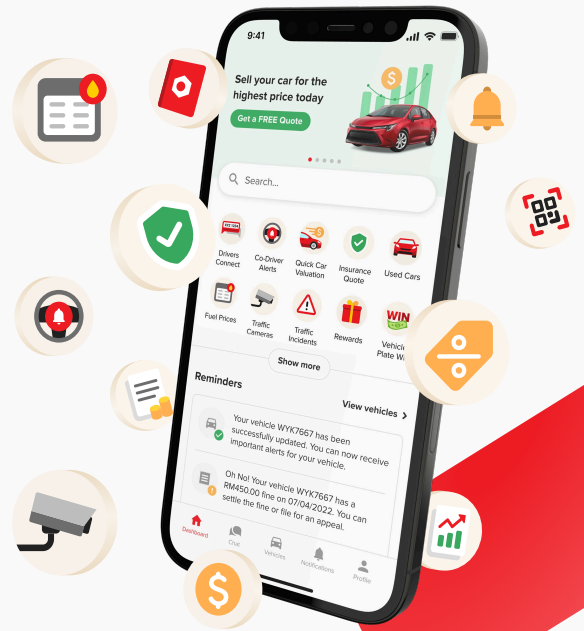 9:41
Sell your car for the
highest price today
Get a FREE Quote
Search...
Drivers
Connect
Co-Driver
Alerts
Quick Car
Valuation
Insurance
Quote
Used Cars
Fuel Prices
Traffic
Cameras
Traffic
Incidents
Rewards
WIN
Vehicle
Plate
Show more
Reminders
View vehicles
Your vehicle WYK7667 has been
successfully updated. You can now receive
important alerts for your vehicle.
Oh No! Your vehicle WYK7667 has a
RM450.00 fine on 07/04/2022. You can
settle the fine or file for an appeal.
Dashboard
Chat
Vehicles
Notifications
Profile